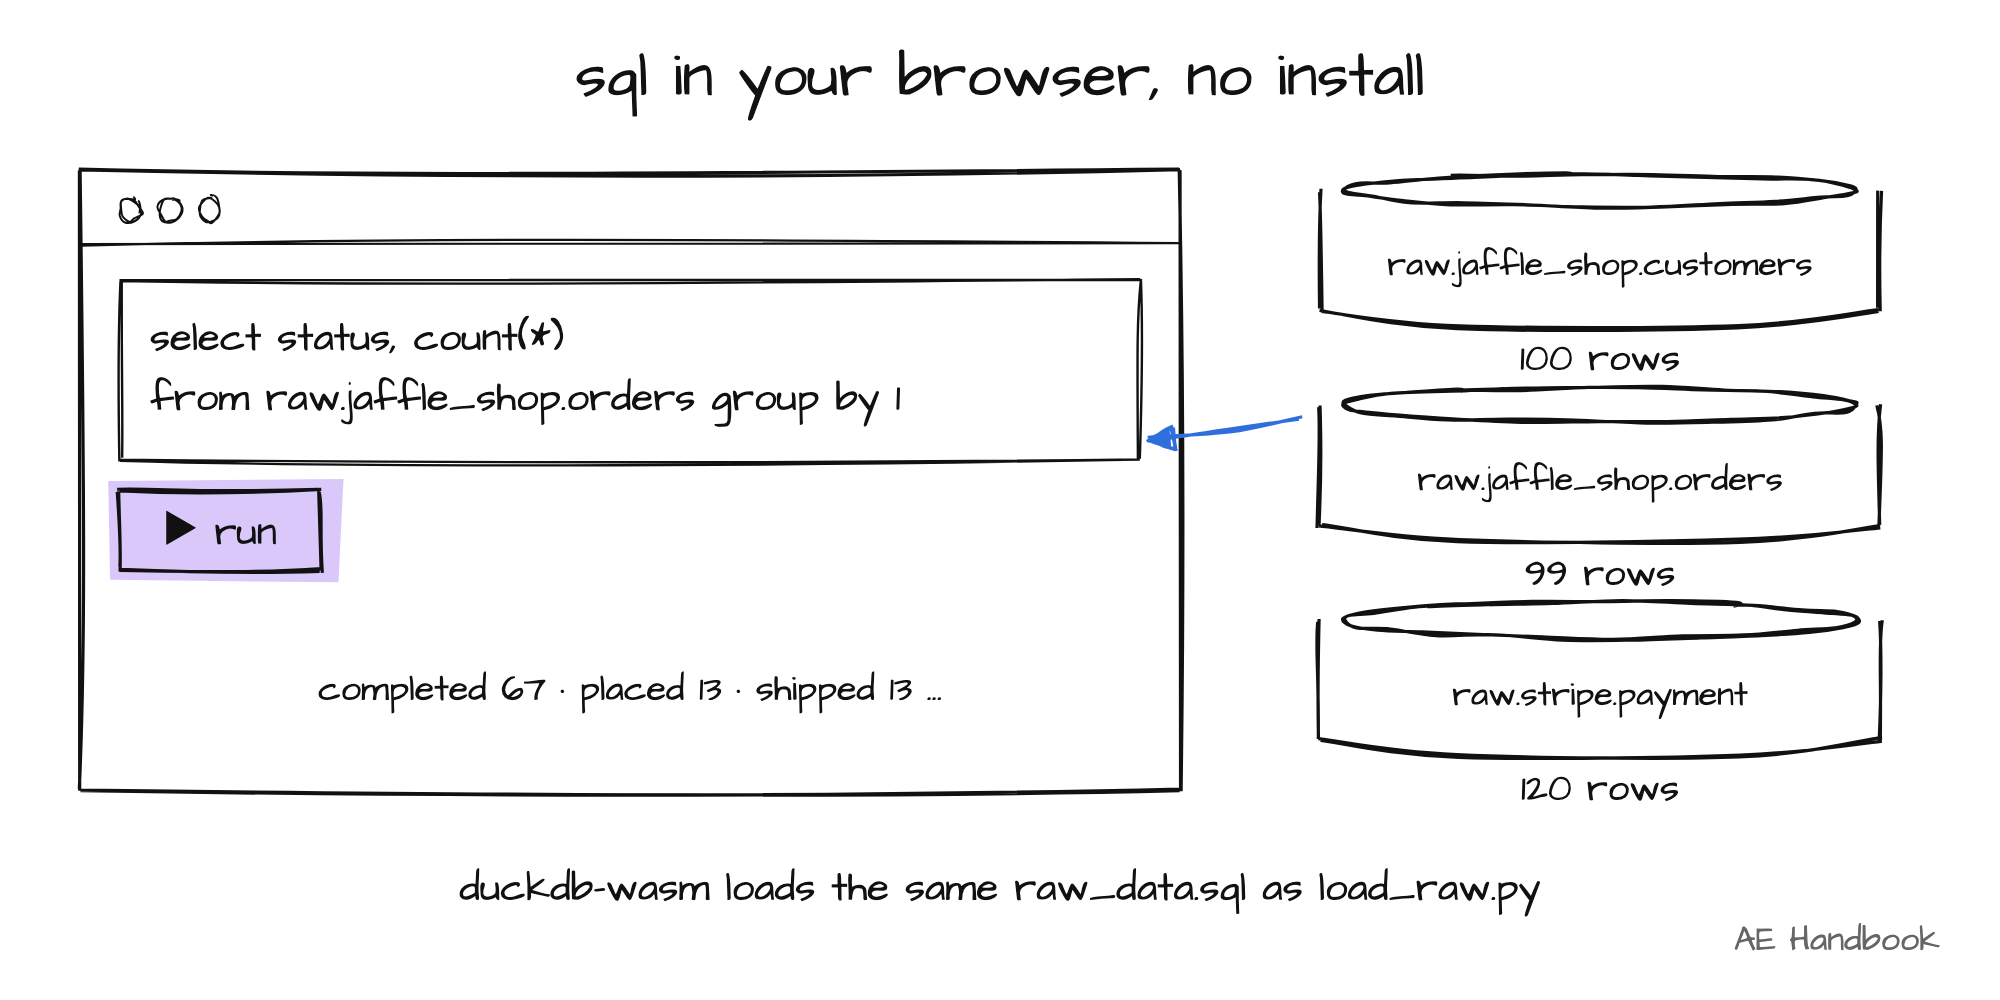 sql in your browser, no install
select status, count(*)
from raw.jaffle_shop.orders group by 1
▶ run
completed 67 · placed 13 · shipped 13 ...
raw.jaffle_shop.customers
100 rows
raw.jaffle_shop.orders
99 rows
raw.stripe.payment
120 rows
duckdb-wasm loads the same raw_data.sql as load_raw.py
AE Handbook